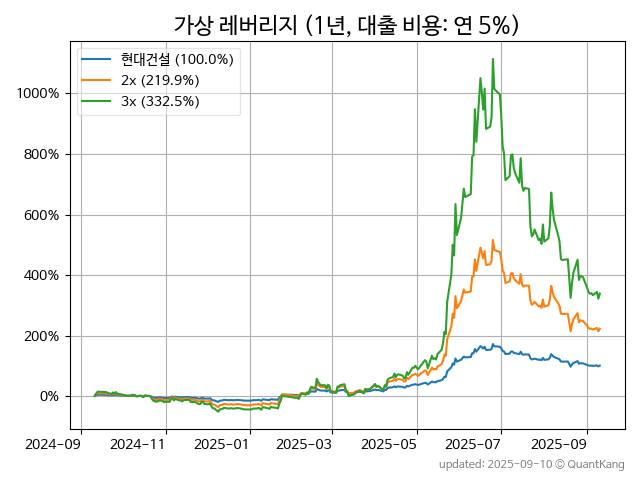 가상 레버리지 (1년, 대출 비용: 연 5%)
현대건설 (100.0%)
2x (219.9%)
3x (332.5%)
1000%
800%
600%
400%
200%
0%
2024-09 2024-11 2025-01 2025-03 2025-05 2025-07 2025-09
updated: 2025-09-10 © QuantKang